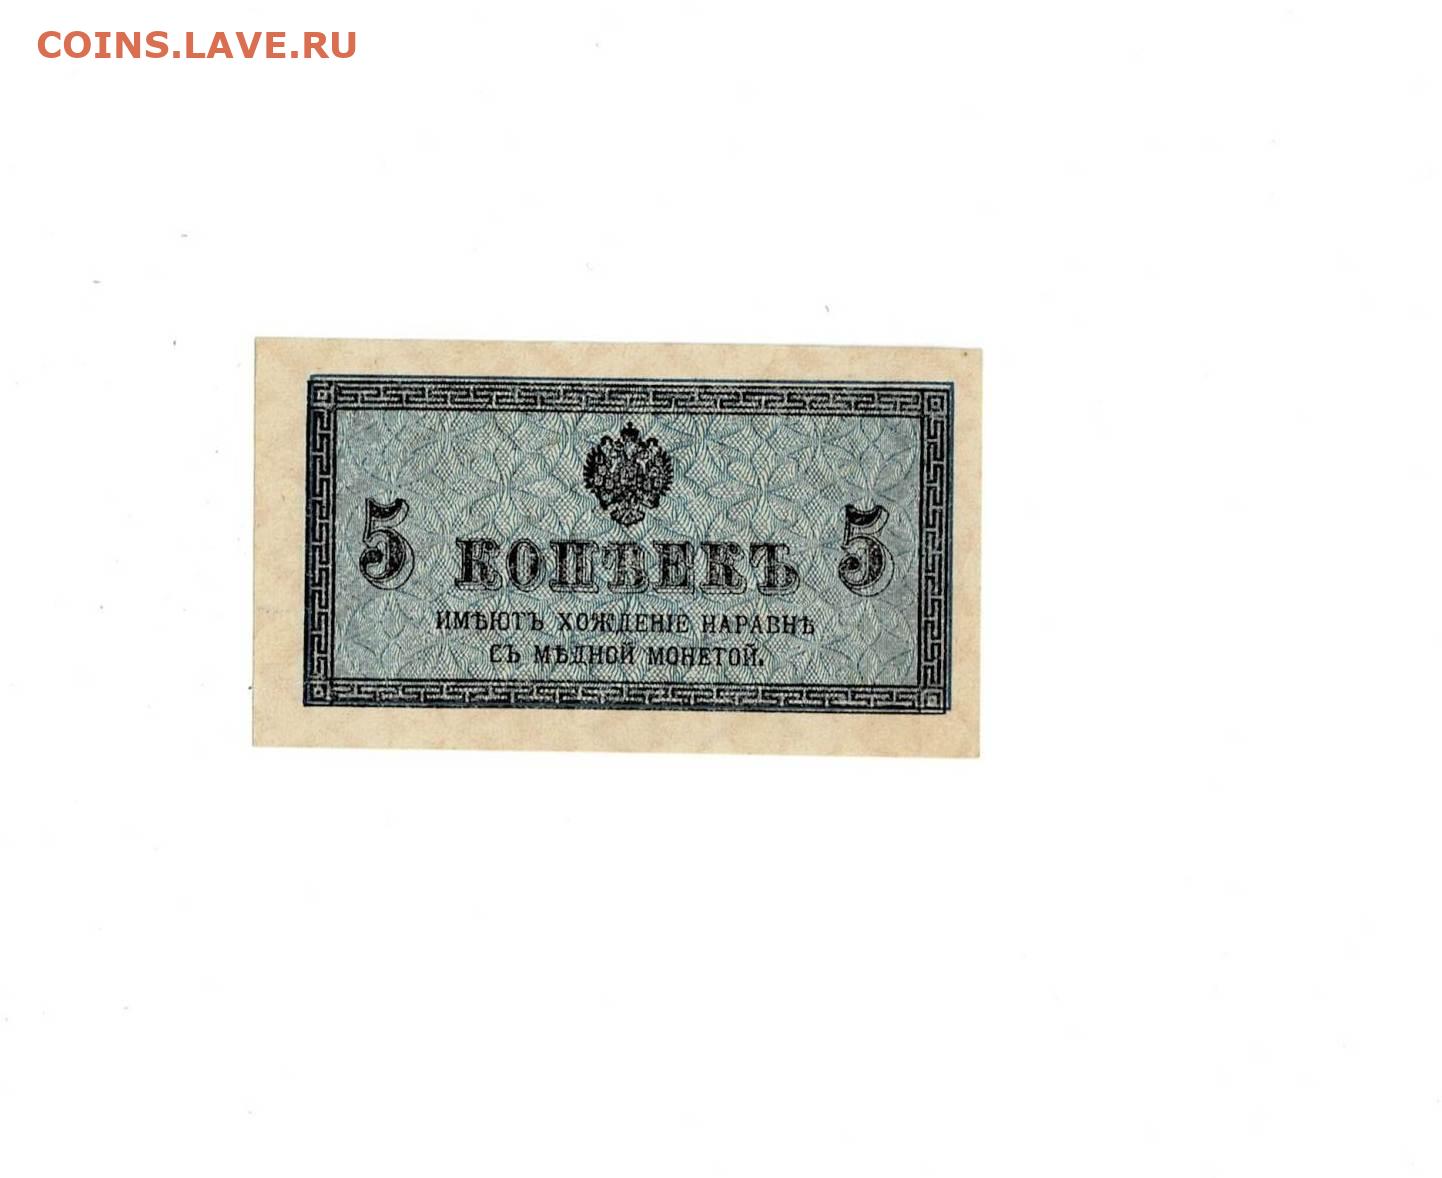 COINS.LAVE.RU
5 КОПѢЕКЪ 5
ИМѢЮТЪ ХОЖДЕНІЕ НАРАВНѢ
СЪ МѢДНОЙ МОНЕТОЙ.